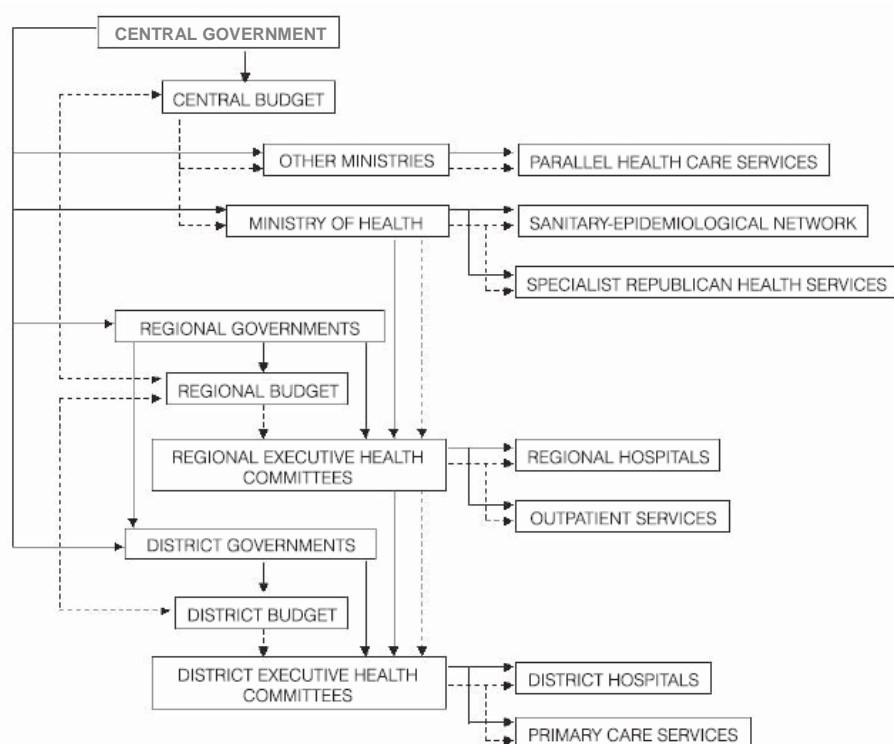 CENTRAL GOVERNMENT
CENTRAL BUDGET
OTHER MINISTRIES
PARALLEL HEALTH CARE SERVICES
MINISTRY OF HEALTH
SANITARY-EPIDEMIOLOGICAL NETWORK
SPECIALIST REPUBLICAN HEALTH SERVICES
REGIONAL GOVERNMENTS
REGIONAL BUDGET
REGIONAL EXECUTIVE HEALTH
COMMITTEES
REGIONAL HOSPITALS
OUTPATIENT SERVICES
DISTRICT GOVERNMENTS
DISTRICT BUDGET
DISTRICT EXECUTIVE HEALTH
COMMITTEES
DISTRICT HOSPITALS
PRIMARY CARE SERVICES